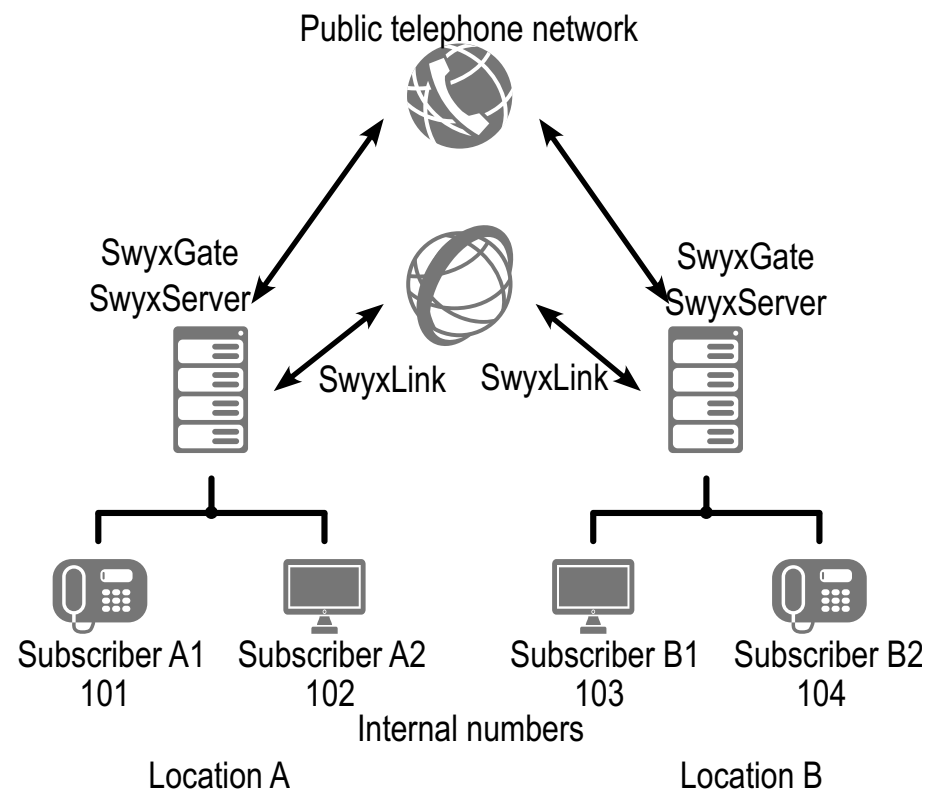 Public telephone network
SwyxGate
SwyxServer
SwyxGate
SwyxServer
SwyxLink
SwyxLink
Subscriber A1
101
Subscriber A2
102
Subscriber B1
103
Subscriber B2
104
Internal numbers
Location A
Location B